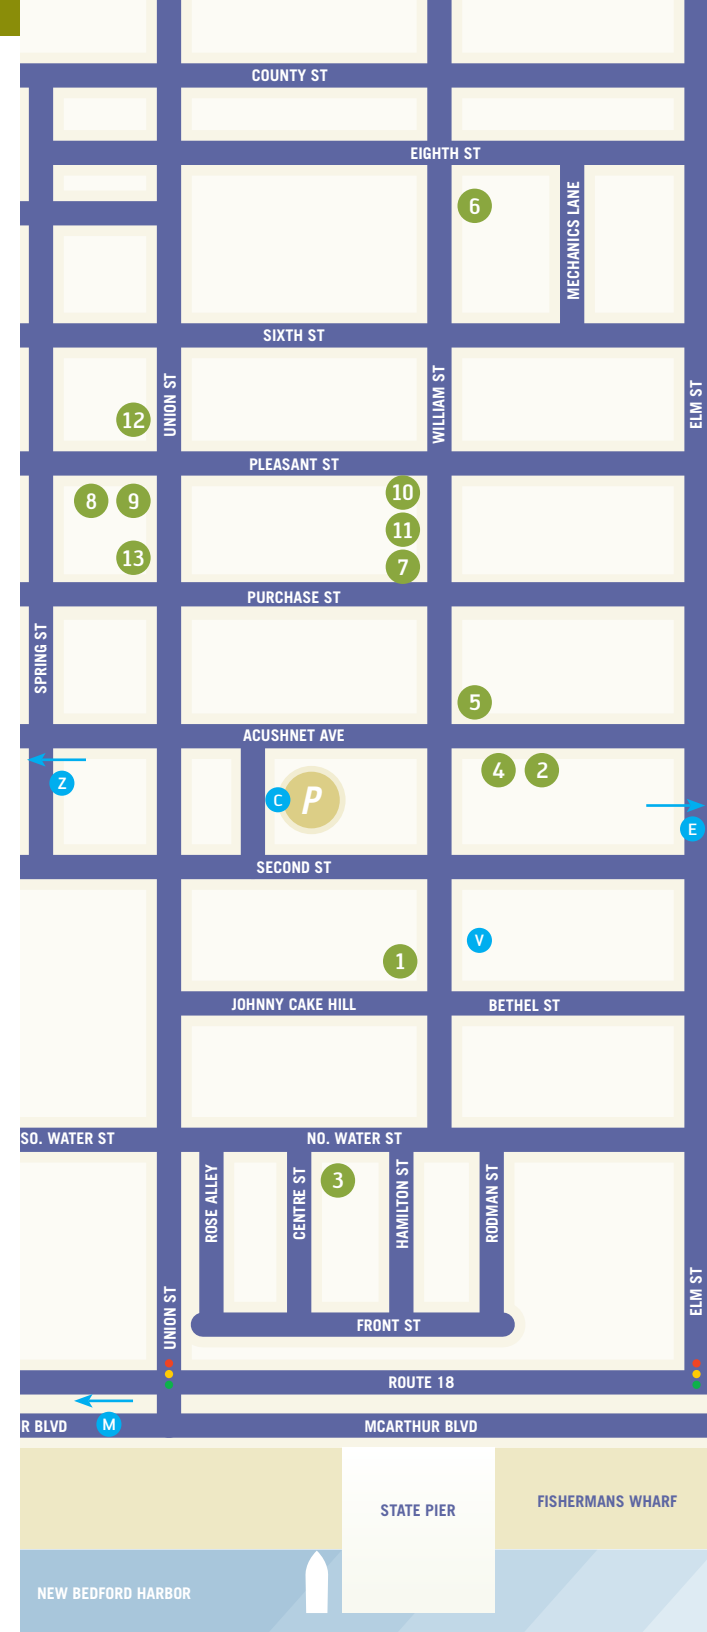 COUNTY ST
EIGHTH ST
MECHANICS LANE
6
SIXTH ST
UNION ST
WILLIAM ST
ELM ST
12
PLEASANT ST
8
9
10
11
13
7
PURCHASE ST
SPRING ST
5
ACUSHNET AVE
Z
4
2
C
P
E
SECOND ST
V
1
JOHNNY CAKE HILL
BETHEL ST
SO. WATER ST
NO. WATER ST
ROSE ALLEY
CENTRE ST
3
HAMILTON ST
RODMAN ST
UNION ST
ELM ST
FRONT ST
ROUTE 18
R BLVD
M
MCARTHUR BLVD
STATE PIER
FISHERMANS WHARF
NEW BEDFORD HARBOR